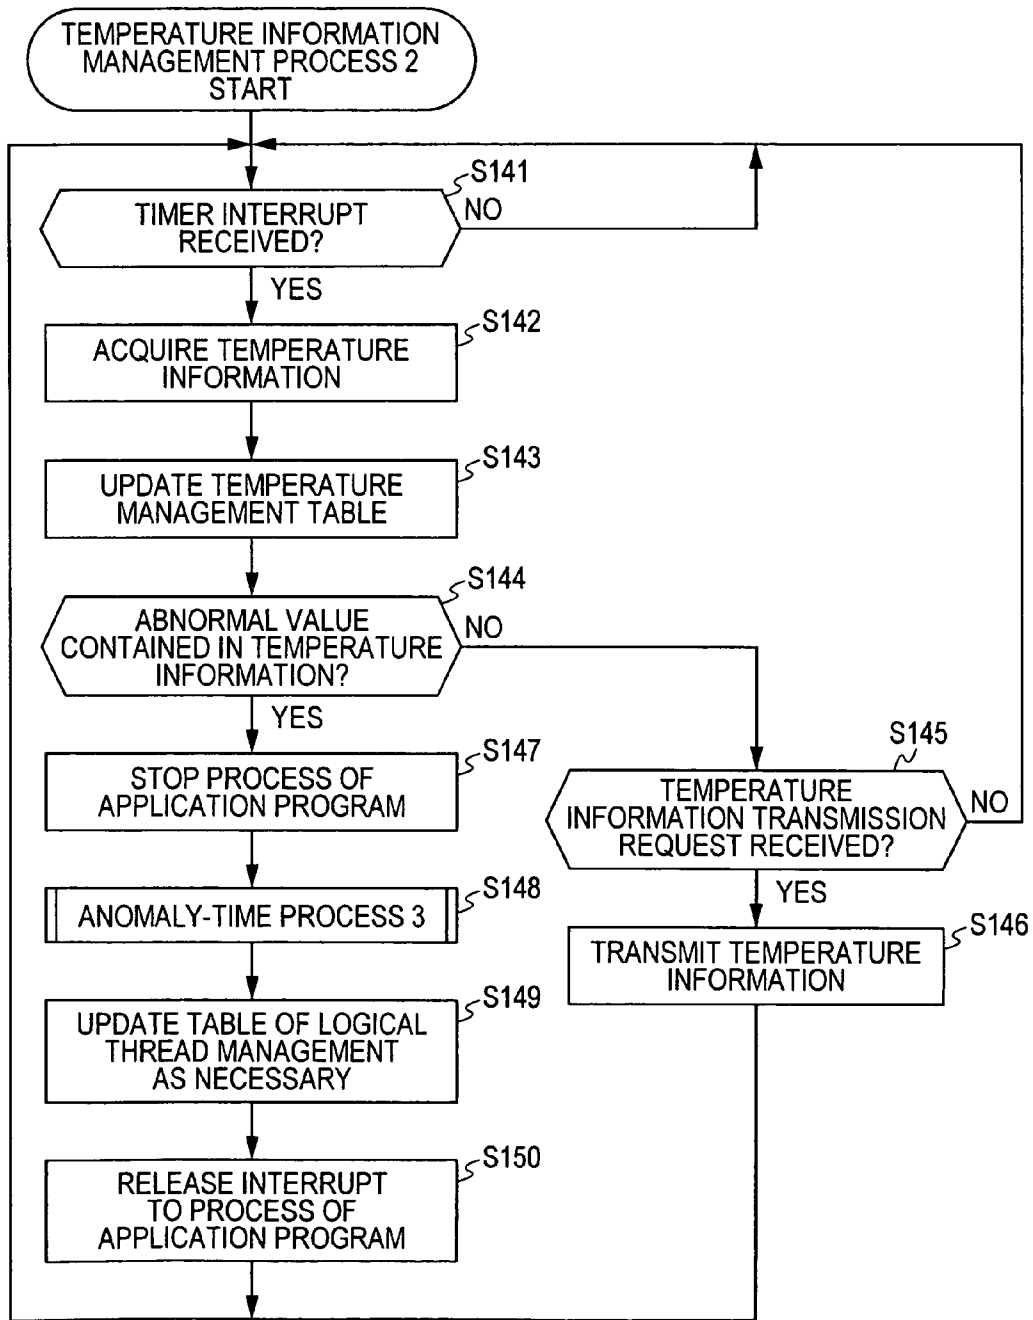 TEMPERATURE INFORMATION
MANAGEMENT PROCESS 2
START
S141
TIMER INTERRUPT
RECEIVED?
NO
YES
S142
ACQUIRE TEMPERATURE
INFORMATION
S143
UPDATE TEMPERATURE
MANAGEMENT TABLE
S144
ABNORMAL VALUE
CONTAINED IN TEMPERATURE
INFORMATION?
NO
YES
S147
STOP PROCESS OF
APPLICATION PROGRAM
S145
TEMPERATURE
INFORMATION TRANSMISSION
REQUEST RECEIVED?
NO
YES
S148
ANOMALY-TIME PROCESS 3
S146
TRANSMIT TEMPERATURE
INFORMATION
S149
UPDATE TABLE OF LOGICAL
THREAD MANAGEMENT
AS NECESSARY
S150
RELEASE INTERRUPT
TO PROCESS OF
APPLICATION PROGRAM